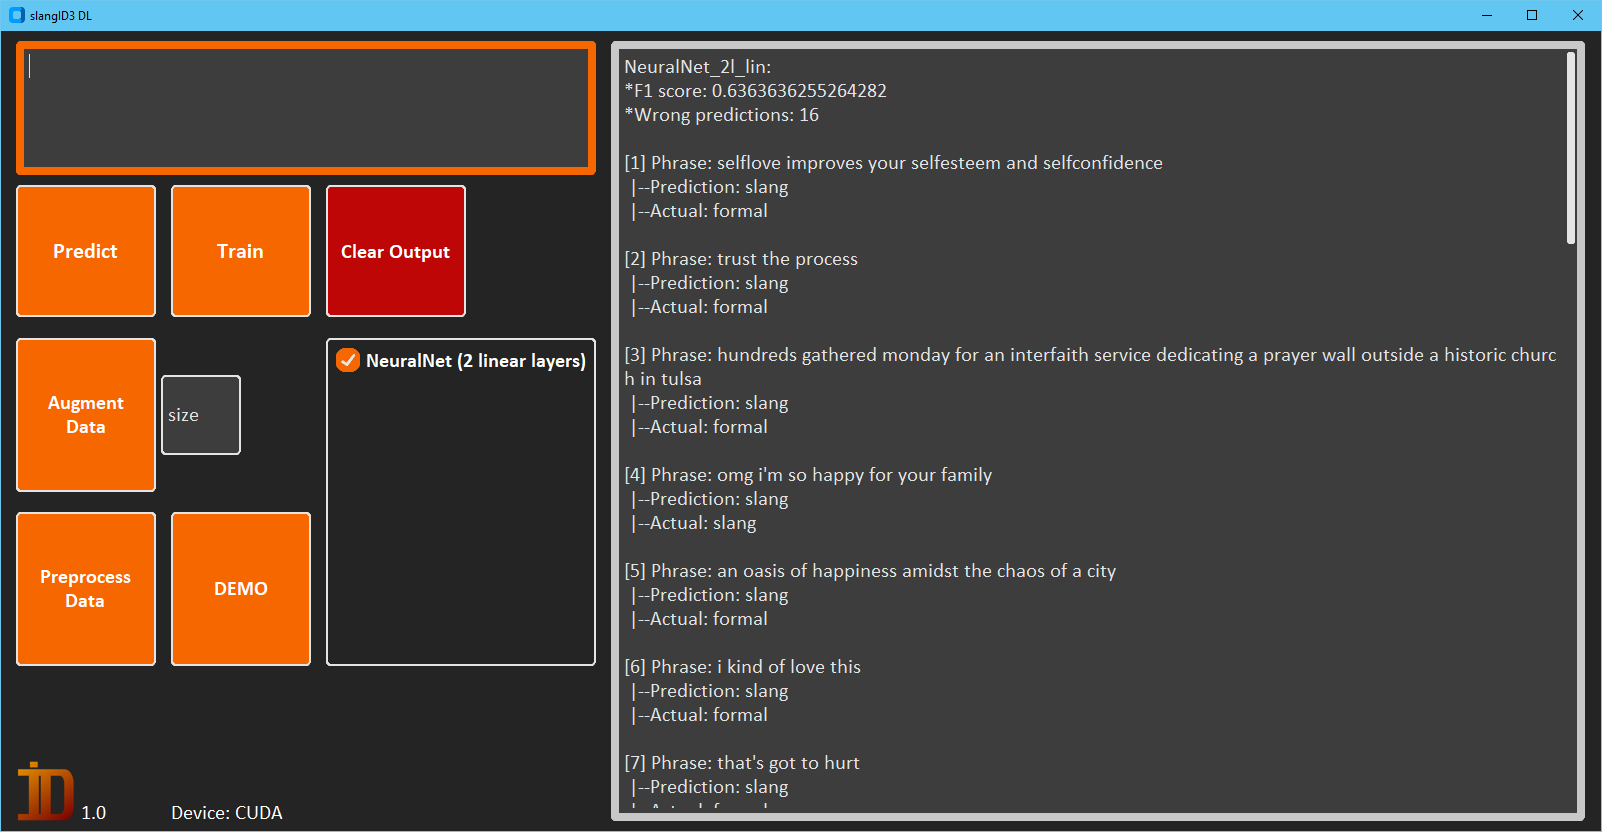 slangID3 DL
Predict
Train
Clear Output
Augment
Data
size
NeuralNet (2 linear layers)
Preprocess
Data
DEMO
ID
1.0
Device: CUDA
NeuralNet_2l_lin:
*F1 score: 0.6363636255264282
*Wrong predictions: 16
[1] Phrase: selflove improves your selfesteem and selfconfidence
|--Prediction: slang
|--Actual: formal
[2] Phrase: trust the process
|--Prediction: slang
|--Actual: formal
[3] Phrase: hundreds gathered monday for an interfaith service dedicating a prayer wall outside a historic churc
h in tulsa
|--Prediction: slang
|--Actual: formal
[4] Phrase: omg i'm so happy for your family
|--Prediction: slang
|--Actual: slang
[5] Phrase: an oasis of happiness amidst the chaos of a city
|--Prediction: slang
|--Actual: formal
[6] Phrase: i kind of love this
|--Prediction: slang
|--Actual: formal
[7] Phrase: that's got to hurt
|--Prediction: slang